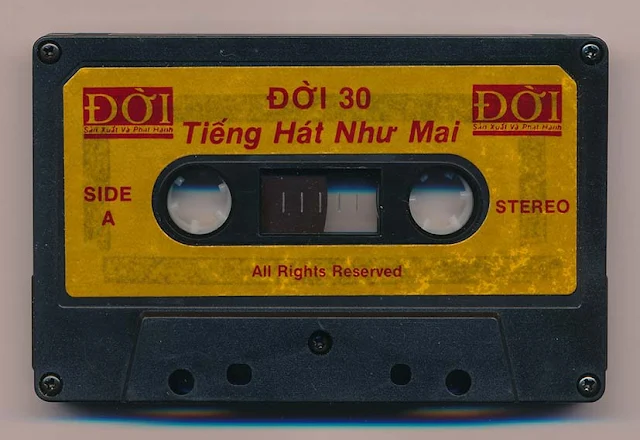 ĐỜI
Sản Xuất Và Phát Hành
ĐỜI 30
Tiếng Hát Như Mai
ĐỜI
Sản Xuất Và Phát Hành
SIDE
A
STEREO
All Rights Reserved